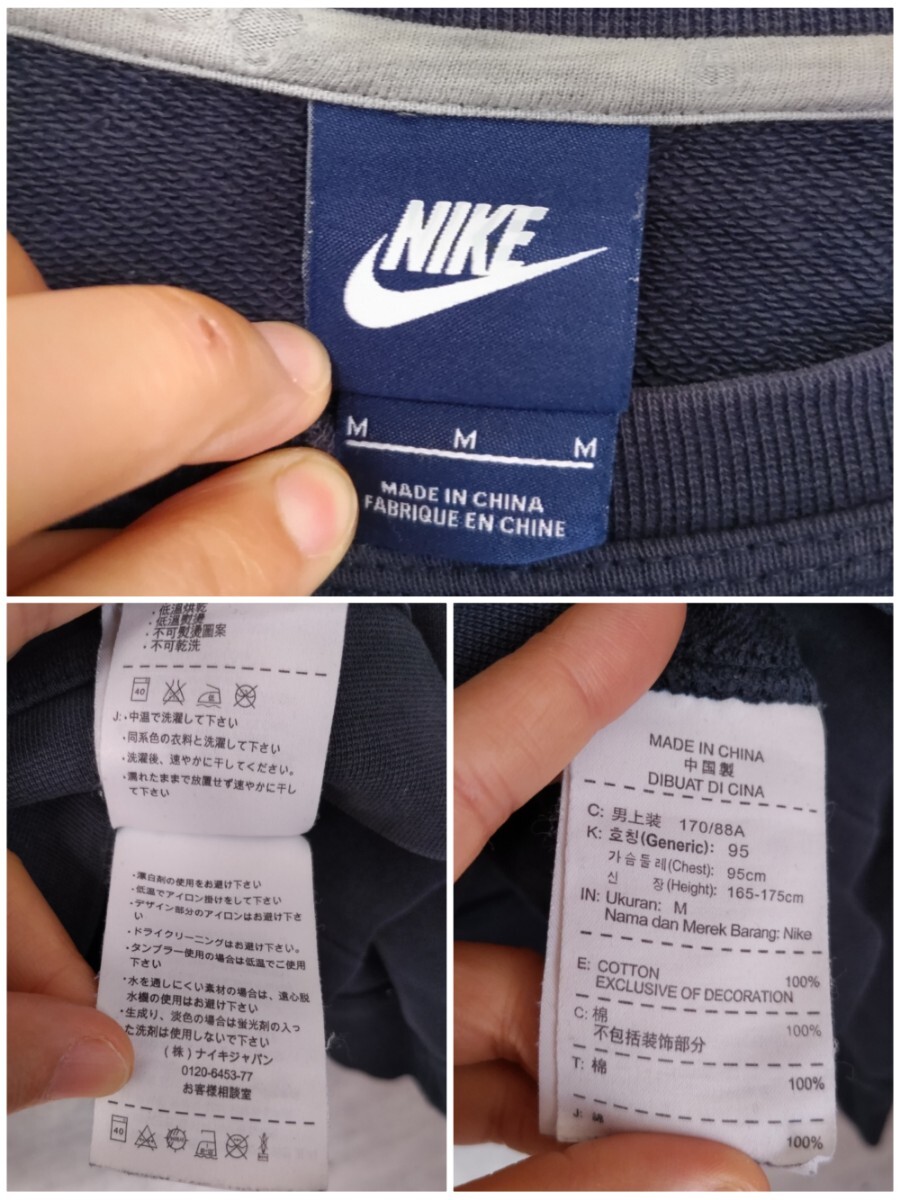 NIKE
M M M
MADE IN CHINA
FABRIQUE EN CHINE
·低溫烘乾
·低溫熨燙
·不可熨燙圖案
·不可乾洗
40
J:·中温で洗濯して下さい
·同系色の衣料と洗濯して下さい
·洗濯後、速やかに干してください。
·濡れたままで放置せず速やかに干し
て下さい
·漂白剤の使用をお避け下さい
·低温でアイロン掛けをして下さい
·デザイン部分のアイロンはお避け下さ
い
·ドライクリーニングはお避け下さい。
·タンブラー使用の場合は低温でご使用
下さい
·水を通しにくい素材の場合は、遠心脱
水機の使用はお避け下さい
·生成り、淡色の場合は蛍光剤の入っ
た洗剤は使用しないで下さい
(株)ナイキジャパン
0120-6453-77
お客様相談室
40
MADE IN CHINA
中国製
DIBUAT DI CINA
C: 男上装 170/88A
K: 호칭(Generic): 95
가슴둘레(Chest): 95cm
신 장(Height): 165-175cm
IN: Ukuran: M
Nama dan Merek Barang: Nike
E: COTTON 100%
EXCLUSIVE OF DECORATION
C: 棉 100%
不包括装饰部分
T: 棉 100%
J: 綿 100%